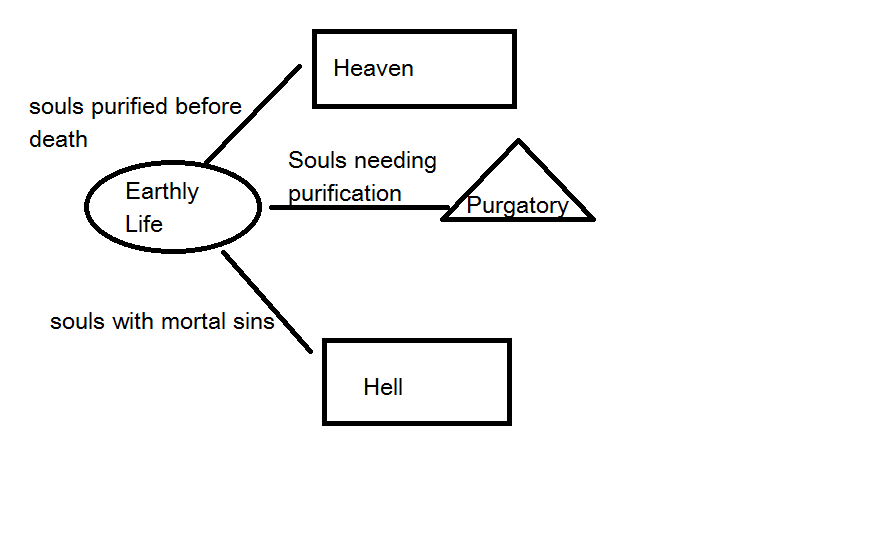 Heaven
souls purified before
death
Souls needing
purification
Earthly
Life
Purgatory
souls with mortal sins
Hell